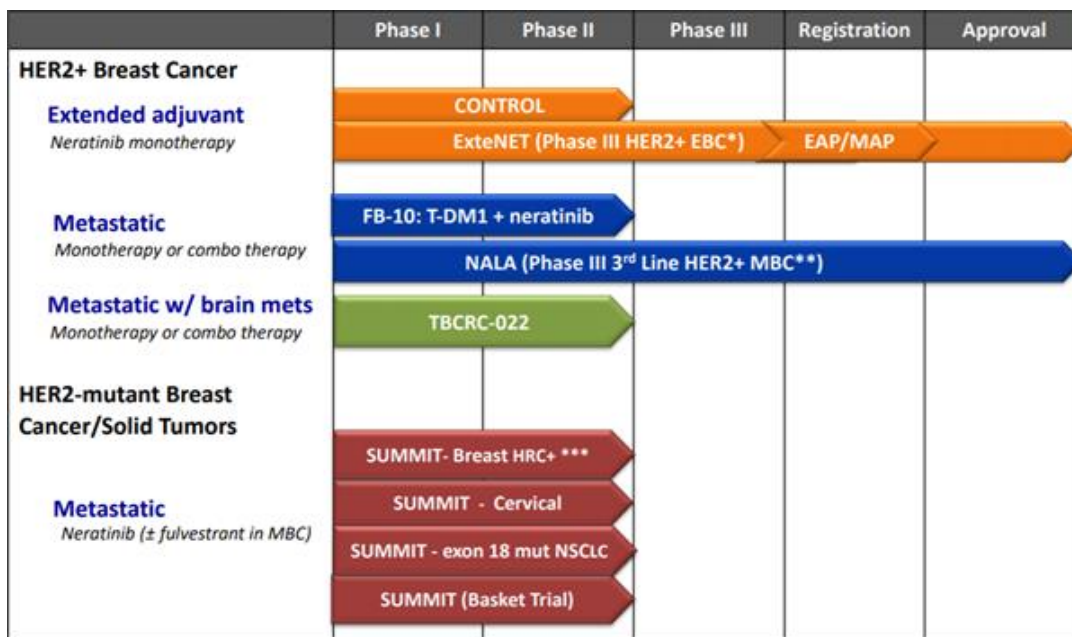 Phase I Phase II Phase III Registration Approval
HER2+ Breast Cancer
Extended adjuvant
Neratinib monotherapy
CONTROL
ExteNET (Phase III HER2+ EBC*)
EAP/MAP
Metastatic
Monotherapy or combo therapy
FB-10: T-DM1 + neratinib
NALA (Phase III 3rd Line HER2+ MBC**)
Metastatic w/ brain mets
Monotherapy or combo therapy
TBCRC-022
HER2-mutant Breast
Cancer/Solid Tumors
Metastatic
Neratinib (± fulvestrant in MBC)
SUMMIT- Breast HRC+ ***
SUMMIT - Cervical
SUMMIT - exon 18 mut NSCLC
SUMMIT (Basket Trial)